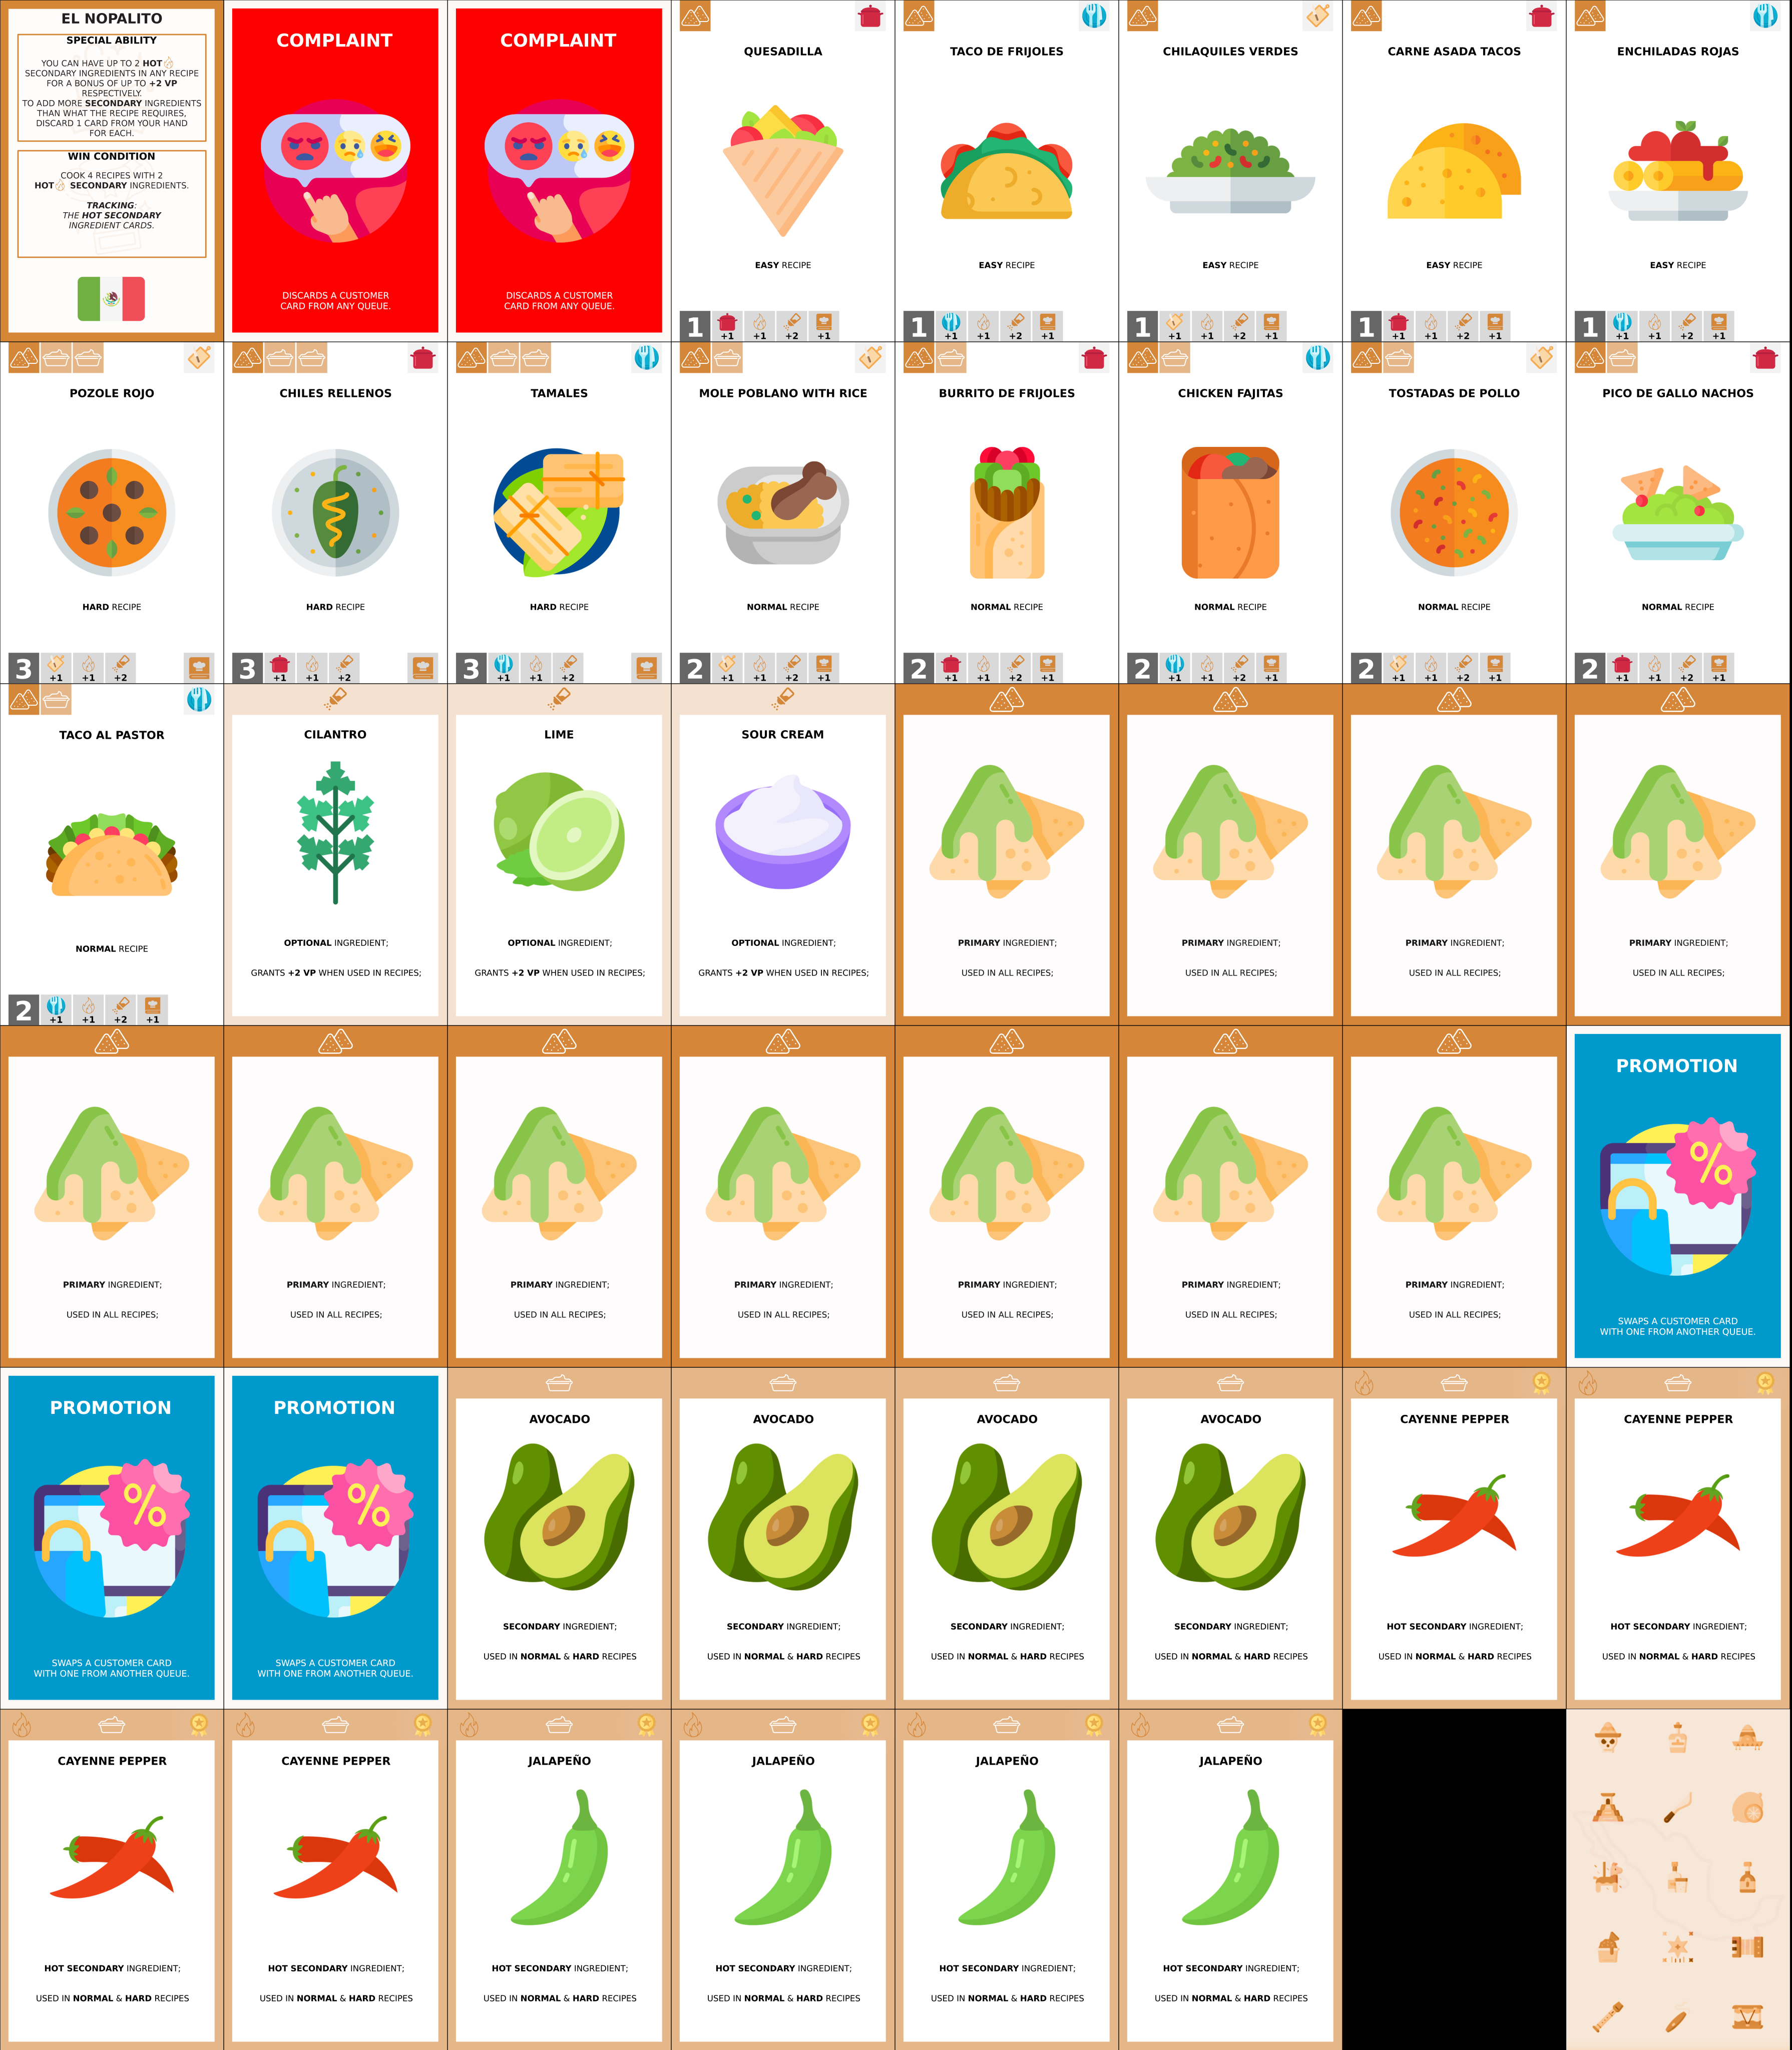 EL NOPALITO
SPECIAL ABILITY
YOU CAN HAVE UP TO 2 HOT
SECONDARY INGREDIENTS IN ANY RECIPE
FOR A BONUS OF UP TO +2 VP
RESPECTIVELY.
TO ADD MORE SECONDARY INGREDIENTS
THAN WHAT THE RECIPE REQUIRES,
DISCARD 1 CARD FROM YOUR HAND
FOR EACH.
WIN CONDITION
COOK 4 RECIPES WITH 2
HOT SECONDARY INGREDIENTS.
TRACKING:
THE HOT SECONDARY
INGREDIENT CARDS.
COMPLAINT
DISCARDS A CUSTOMER
CARD FROM ANY QUEUE.
COMPLAINT
DISCARDS A CUSTOMER
CARD FROM ANY QUEUE.
QUESADILLA
EASY RECIPE
1 +1 +1 +2 +1
TACO DE FRIJOLES
EASY RECIPE
1 +1 +1 +2 +1
CHILAQUILES VERDES
EASY RECIPE
1 +1 +1 +2 +1
CARNE ASADA TACOS
EASY RECIPE
1 +1 +1 +2 +1
ENCHILADAS ROJAS
EASY RECIPE
1 +1 +1 +2 +1
POZOLE ROJO
HARD RECIPE
3 +1 +1 +2
CHILES RELLENOS
HARD RECIPE
3 +1 +1 +2
TAMALES
HARD RECIPE
3 +1 +1 +2
MOLE POBLANO WITH RICE
NORMAL RECIPE
2 +1 +1 +2 +1
BURRITO DE FRIJOLES
NORMAL RECIPE
2 +1 +1 +2 +1
CHICKEN FAJITAS
NORMAL RECIPE
2 +1 +1 +2 +1
TOSTADAS DE POLLO
NORMAL RECIPE
2 +1 +1 +2 +1
PICO DE GALLO NACHOS
NORMAL RECIPE
2 +1 +1 +2 +1
TACO AL PASTOR
NORMAL RECIPE
2 +1 +1 +2 +1
CILANTRO
OPTIONAL INGREDIENT;
GRANTS +2 VP WHEN USED IN RECIPES;
LIME
OPTIONAL INGREDIENT;
GRANTS +2 VP WHEN USED IN RECIPES;
SOUR CREAM
OPTIONAL INGREDIENT;
GRANTS +2 VP WHEN USED IN RECIPES;
PRIMARY INGREDIENT;
USED IN ALL RECIPES;
PRIMARY INGREDIENT;
USED IN ALL RECIPES;
PRIMARY INGREDIENT;
USED IN ALL RECIPES;
PRIMARY INGREDIENT;
USED IN ALL RECIPES;
PRIMARY INGREDIENT;
USED IN ALL RECIPES;
PRIMARY INGREDIENT;
USED IN ALL RECIPES;
PRIMARY INGREDIENT;
USED IN ALL RECIPES;
PRIMARY INGREDIENT;
USED IN ALL RECIPES;
PRIMARY INGREDIENT;
USED IN ALL RECIPES;
PRIMARY INGREDIENT;
USED IN ALL RECIPES;
PRIMARY INGREDIENT;
USED IN ALL RECIPES;
PROMOTION
%
SWAPS A CUSTOMER CARD
WITH ONE FROM ANOTHER QUEUE.
PROMOTION
%
SWAPS A CUSTOMER CARD
WITH ONE FROM ANOTHER QUEUE.
PROMOTION
%
SWAPS A CUSTOMER CARD
WITH ONE FROM ANOTHER QUEUE.
AVOCADO
SECONDARY INGREDIENT;
USED IN NORMAL & HARD RECIPES
AVOCADO
SECONDARY INGREDIENT;
USED IN NORMAL & HARD RECIPES
AVOCADO
SECONDARY INGREDIENT;
USED IN NORMAL & HARD RECIPES
AVOCADO
SECONDARY INGREDIENT;
USED IN NORMAL & HARD RECIPES
CAYENNE PEPPER
HOT SECONDARY INGREDIENT;
USED IN NORMAL & HARD RECIPES
CAYENNE PEPPER
HOT SECONDARY INGREDIENT;
USED IN NORMAL & HARD RECIPES
CAYENNE PEPPER
HOT SECONDARY INGREDIENT;
USED IN NORMAL & HARD RECIPES
CAYENNE PEPPER
HOT SECONDARY INGREDIENT;
USED IN NORMAL & HARD RECIPES
JALAPEÑO
HOT SECONDARY INGREDIENT;
USED IN NORMAL & HARD RECIPES
JALAPEÑO
HOT SECONDARY INGREDIENT;
USED IN NORMAL & HARD RECIPES
JALAPEÑO
HOT SECONDARY INGREDIENT;
USED IN NORMAL & HARD RECIPES
JALAPEÑO
HOT SECONDARY INGREDIENT;
USED IN NORMAL & HARD RECIPES